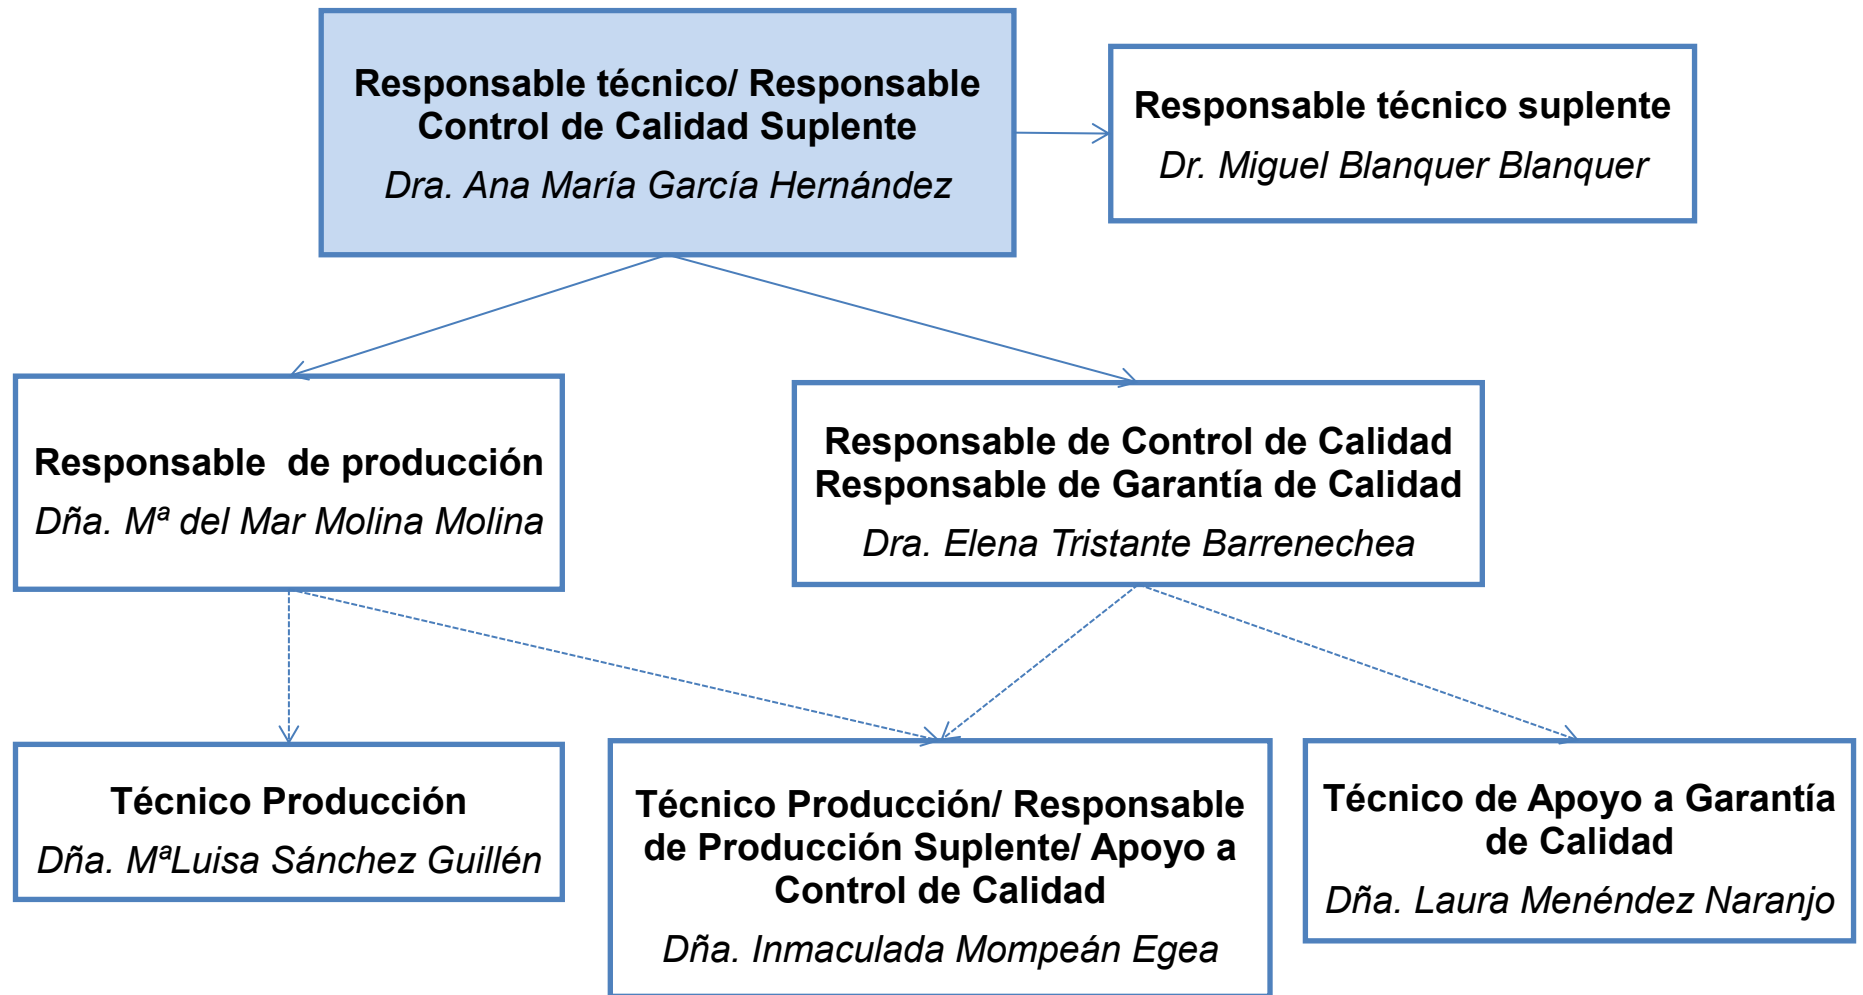 Responsable técnico/ Responsable
Control de Calidad Suplente
Dra. Ana María García Hernández
Responsable técnico suplente
Dr. Miguel Blanquer Blanquer
Responsable  de producción
Dña. Mª del Mar Molina Molina
Responsable de Control de Calidad
Responsable de Garantía de Calidad
Dra. Elena Tristante Barrenechea
Técnico Producción
Dña. MªLuisa Sánchez Guillén
Técnico Producción/ Responsable
de Producción Suplente/ Apoyo a
Control de Calidad
Dña. Inmaculada Mompeán Egea
Técnico de Apoyo a Garantía
de Calidad
Dña. Laura Menéndez Naranjo